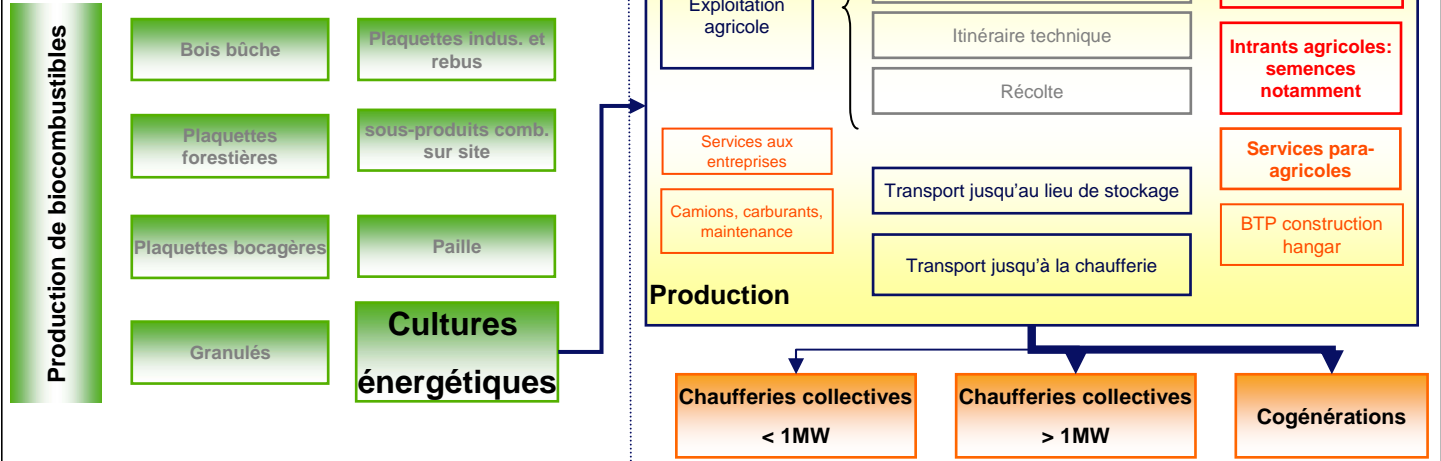 Production de biocombustibles
Bois bûche
Plaquettes indus. et
rebus
Plaquettes
forestières
sous-produits comb.
sur site
Plaquettes bocagères
Paille
Granulés
Cultures
énergétiques
Exploitation
agricole
Itinéraire technique
Récolte
Intrants agricoles:
semences
notamment
Services aux
entreprises
Services para-
agricoles
Transport jusqu'au lieu de stockage
Camions, carburants,
maintenance
BTP construction
hangar
Transport jusqu'à la chaufferie
Production
Chaufferies collectives
< 1MW
Chaufferies collectives
> 1MW
Cogénérations